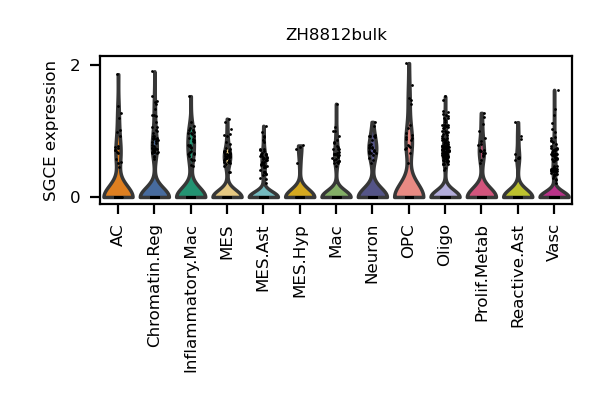 ZH8812bulk
SGCE expression
2
0
AC
Chromatin.Reg
Inflammatory.Mac
MES
MES.Ast
MES.Hyp
Mac
Neuron
OPC
Oligo
Prolif.Metab
Reactive.Ast
Vasc